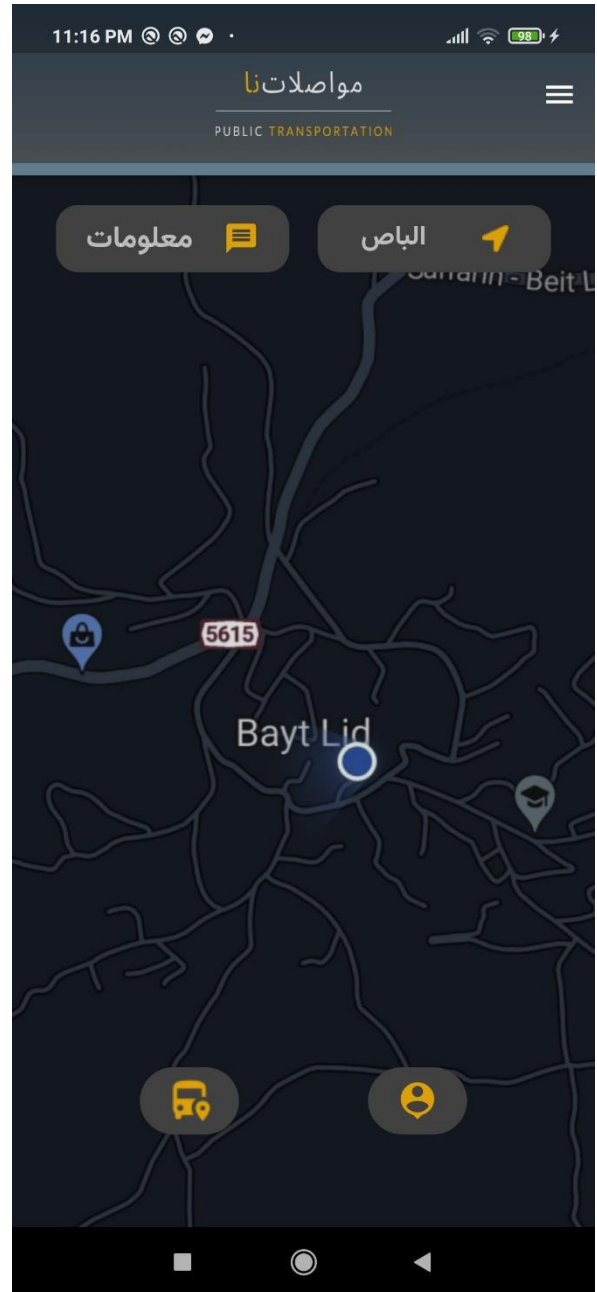 11:16 PM
98
مواصلاتنا
PUBLIC TRANSPORTATION
الباص
معلومات
Beit L
5615
Bayt Lid